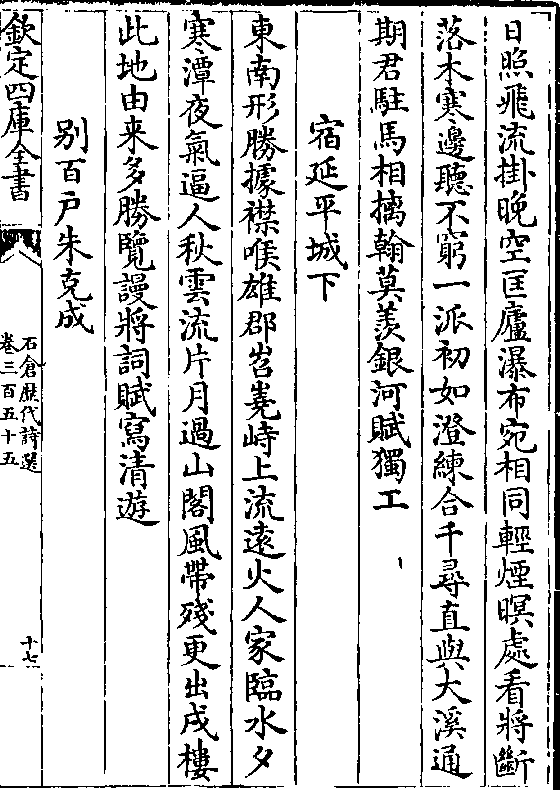 日照飛流掛晚空匡廬瀑布宛相同輕煙暝處看將斷
落木寒邊聽不窮一派初如澄練合千尋直與大溪通
期君駐馬相摛翰莫羨銀河賦獨工
宿延平城下
東南形勝據襟喉雄郡岧嶤峙上流遠火人家臨水夕
寒潭夜氣逼人秋雲流片月過山閣風帶殘更出戍樓
此地由来多勝覽謾將詞賦寫清遊
别百戸朱克成
欽定四庫全書
石倉歴代詩選
卷三百五十五
十七